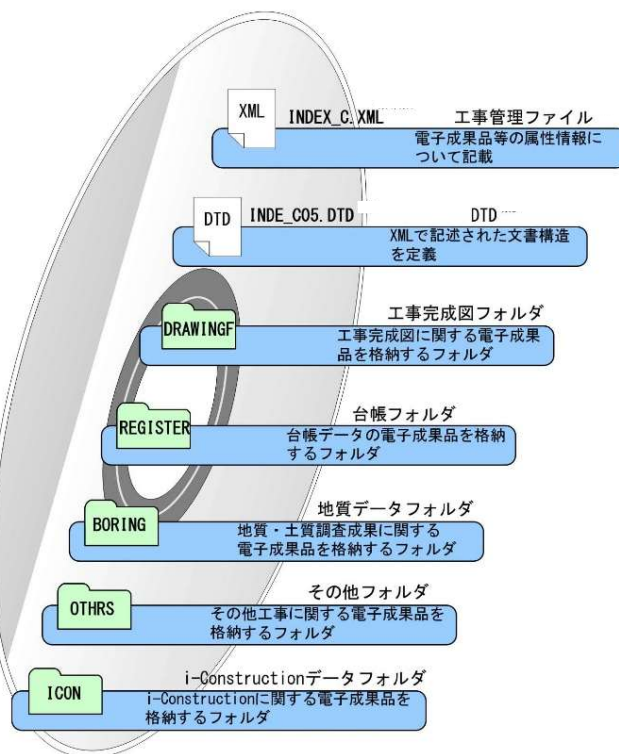 XML INDEX_C.XML 工事管理ファイル
電子成果品等の属性情報に
ついて記載
DTD INDE_C05.DTD DTD
XMLで記述された文書構造
を定義
工事完成図フォルダ
DRAWINGF
工事完成図に関する電子成果
品を格納するフォルダ
台帳フォルダ
REGISTER
台帳データの電子成果品を格納
するフォルダ
地質データフォルダ
BORING
地質・土質調査成果に関する
電子成果品を格納するフォルダ
その他フォルダ
OTHRS
その他工事に関する電子成果品を
格納するフォルダ
i-Constructionデータフォルダ
ICON
i-Constructionに関する電子成果品を
格納するフォルダ